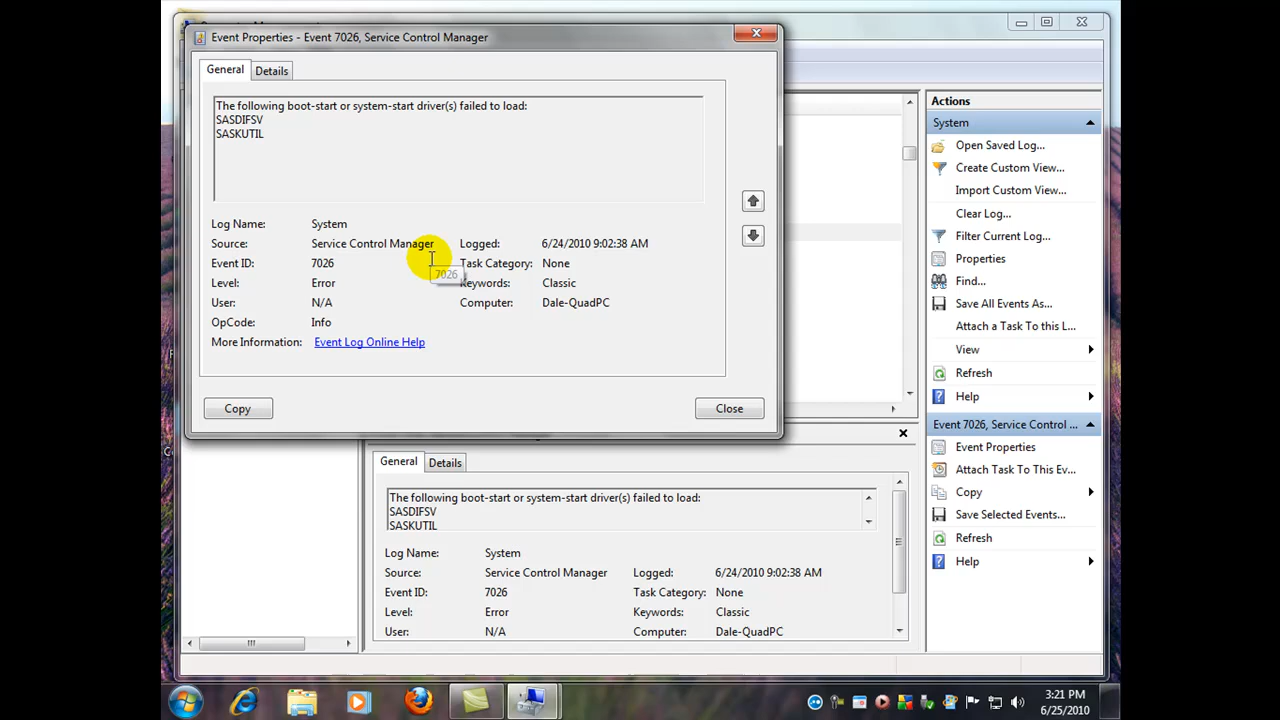 Event Properties - Event 7026, Service Control Manager
General
Details
The following boot-start or system-start driver(s) failed to load:
SASDIFSV
SASKUTIL
Log Name: System
Source: Service Control Manager Logged: 6/24/2010 9:02:38 AM
Event ID: 7026 Task Category: None
Level: Error Keywords: Classic
User: N/A Computer: Dale-QuadPC
OpCode: Info
More Information: Event Log Online Help
7026
Copy
Close
Actions
System
Open Saved Log...
Create Custom View...
Import Custom View...
Clear Log...
Filter Current Log...
Properties
Find...
Save All Events As...
Attach a Task To this L...
View
Refresh
Help
Event 7026, Service Control ...
Event Properties
Attach Task To This Ev...
Copy
Save Selected Events...
Refresh
Help
General
Details
The following boot-start or system-start driver(s) failed to load:
SASDIFSV
SASKUTIL
Log Name: System
Source: Service Control Manager Logged: 6/24/2010 9:02:38 AM
Event ID: 7026 Task Category: None
Level: Error Keywords: Classic
User: N/A Computer: Dale-QuadPC
3:21 PM
6/25/2010